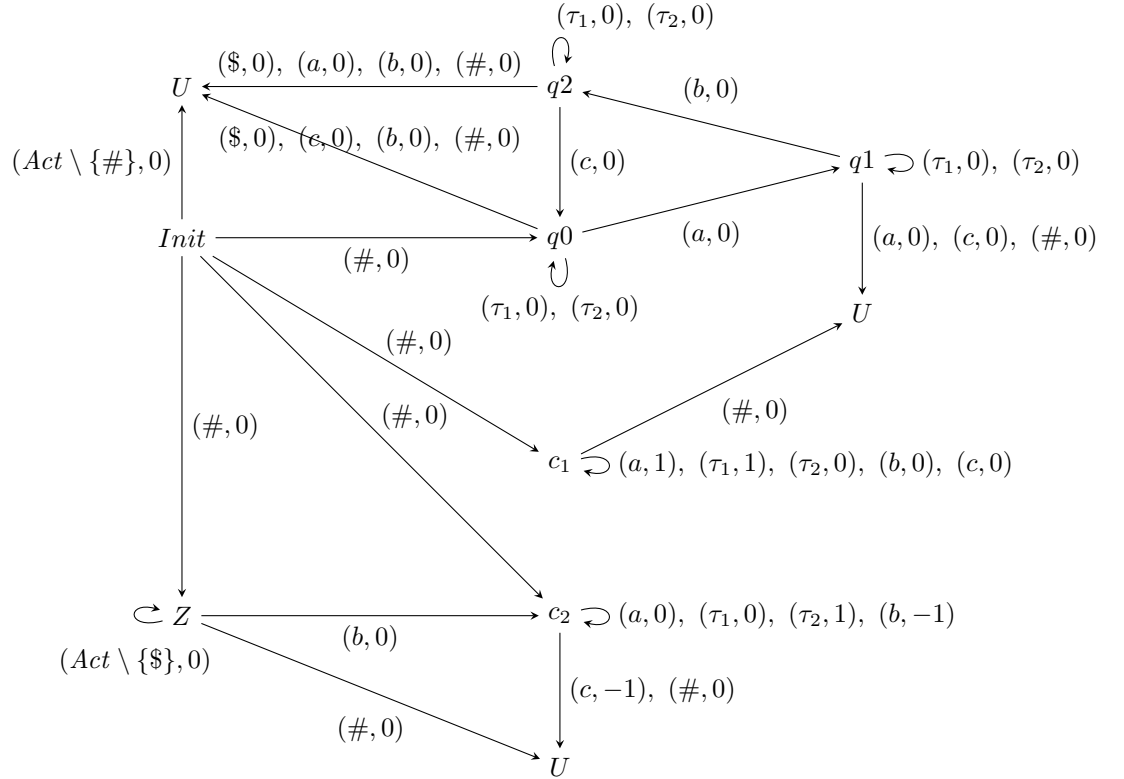 (τ₁, 0), (τ₂, 0)
($, 0), (a, 0), (b, 0), (#, 0)
U
q2
(b, 0)
($, 0), (c, 0), (b, 0), (#, 0)
(Act \ {#}, 0)
(c, 0)
q1
(τ₁, 0), (τ₂, 0)
Init
(#, 0)
q0
(a, 0)
(a, 0), (c, 0), (#, 0)
(τ₁, 0), (τ₂, 0)
U
(#, 0)
(#, 0)
(#, 0)
(#, 0)
c₁
(a, 1), (τ₁, 1), (τ₂, 0), (b, 0), (c, 0)
Z
(b, 0)
c₂
(a, 0), (τ₁, 0), (τ₂, 1), (b, −1)
(Act \ {$}, 0)
(c, −1), (#, 0)
(#, 0)
U